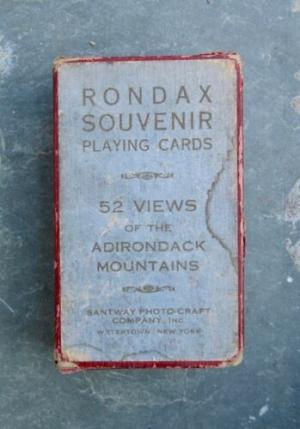 RONDAX
SOUVENIR
PLAYING CARDS
52 VIEWS
OF THE
ADIRONDACK
MOUNTAINS
SANTWAY PHOTO-CRAFT
COMPANY, INC.
WATERTOWN, NEW YORK